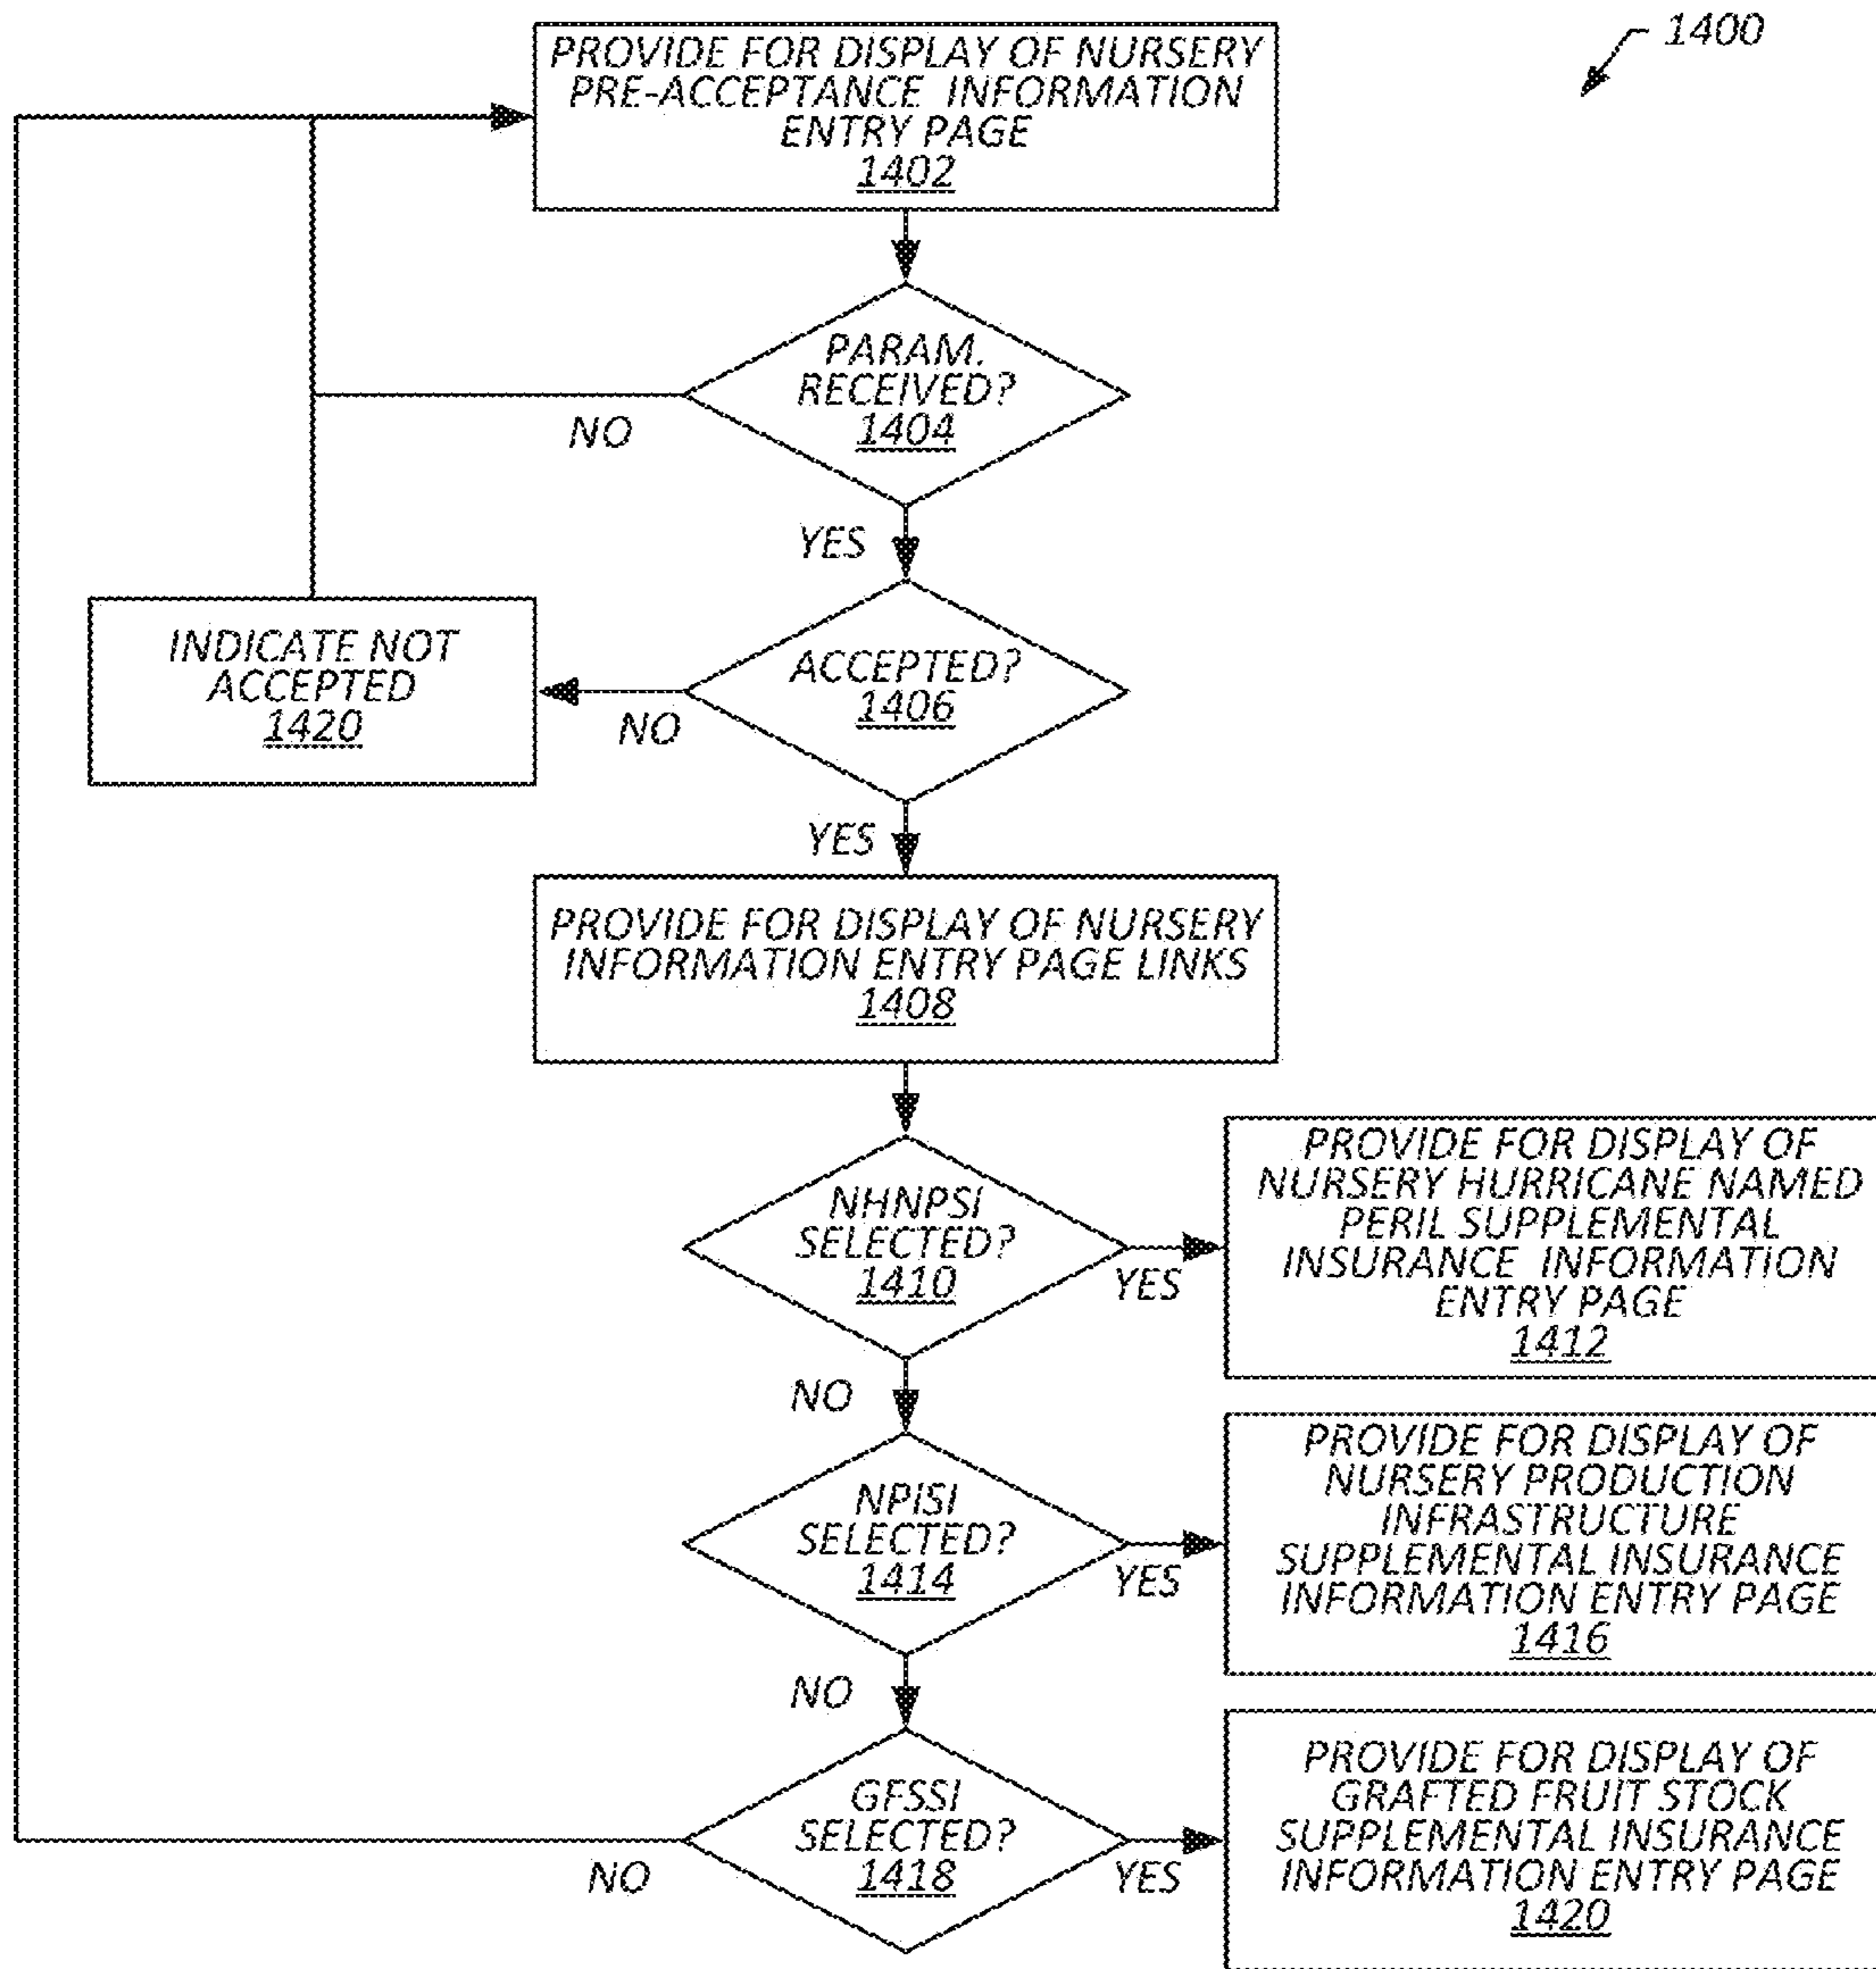 1400
PROVIDE FOR DISPLAY OF NURSERY
PRE-ACCEPTANCE INFORMATION
ENTRY PAGE
1402
PARAM.
RECEIVED?
1404
NO
YES
ACCEPTED?
1406
NO
INDICATE NOT
ACCEPTED
1420
YES
PROVIDE FOR DISPLAY OF NURSERY
INFORMATION ENTRY PAGE LINKS
1408
NHNPSI
SELECTED?
1410
YES
PROVIDE FOR DISPLAY OF
NURSERY HURRICANE NAMED
PERIL SUPPLEMENTAL
INSURANCE INFORMATION
ENTRY PAGE
1412
NO
NPISI
SELECTED?
1414
YES
PROVIDE FOR DISPLAY OF
NURSERY PRODUCTION
INFRASTRUCTURE
SUPPLEMENTAL INSURANCE
INFORMATION ENTRY PAGE
1416
NO
GFSSI
SELECTED?
1418
NO
YES
PROVIDE FOR DISPLAY OF
GRAFTED FRUIT STOCK
SUPPLEMENTAL INSURANCE
INFORMATION ENTRY PAGE
1420